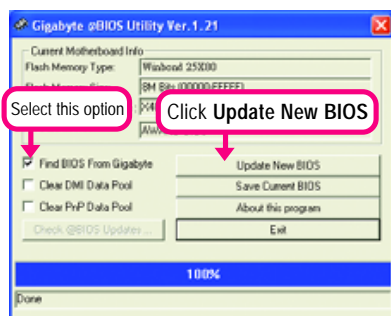 Gigabyte @BIOS Utility Ver.1.21
Current Motherboard Info
Flash Memory Type: Winbond 25X80
8M Bits (00000-FFFFF)
Select this option
Click Update New BIOS
Find BIOS From Gigabyte
Update New BIOS
Clear DMI Data Pool
Save Current BIOS
Clear PnP Data Pool
About this program
Check @BIOS Updates ...
Exit
100%
Done